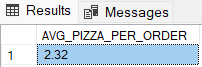 Results Messages
AVG_PIZZA_PER_ORDER
1 2.32